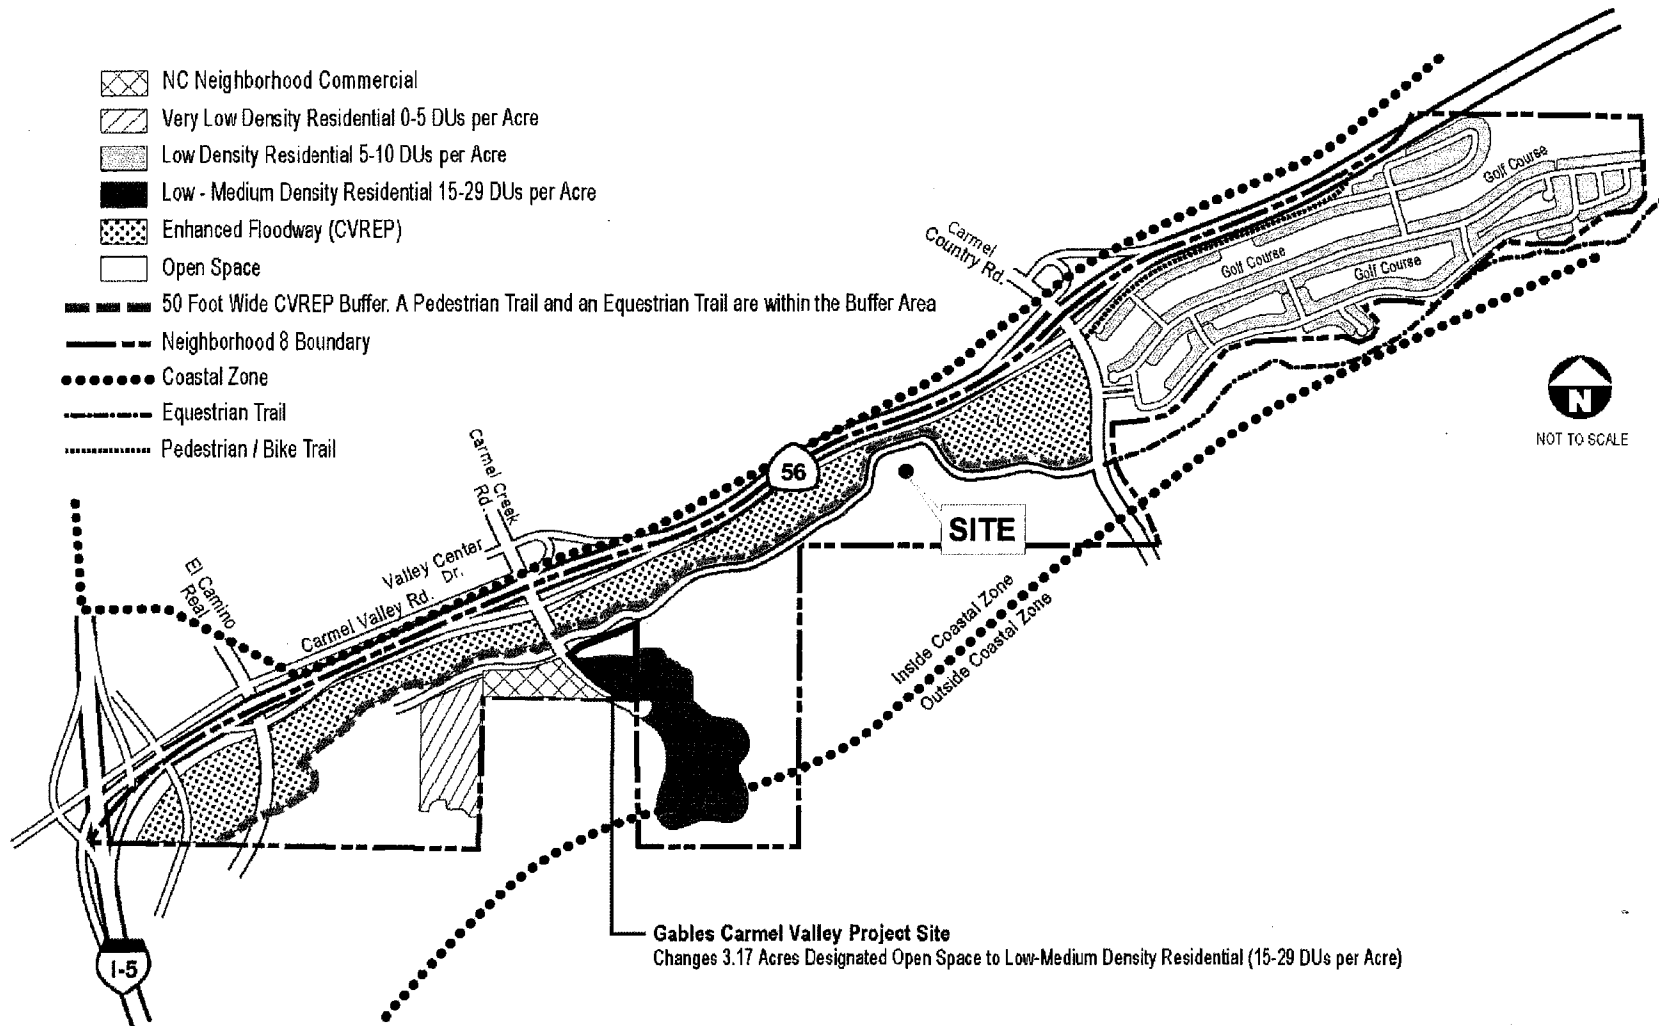 NC Neighborhood Commercial
Very Low Density Residential 0-5 DUs per Acre
Low Density Residential 5-10 DUs per Acre
Low - Medium Density Residential 15-29 DUs per Acre
Enhanced Floodway (CVREP)
Open Space
50 Foot Wide CVREP Buffer. A Pedestrian Trail and an Equestrian Trail are within the Buffer Area
Neighborhood 8 Boundary
Coastal Zone
Equestrian Trail
Pedestrian / Bike Trail
Golf Course
Golf Course
Golf Course
Carmel
Country Rd.
N
NOT TO SCALE
Carmel Creek
Rd.
56
SITE
Valley Center
Dr.
El Camino
Real
Carmel Valley Rd.
Inside Coastal Zone
Outside Coastal Zone
Gables Carmel Valley Project Site
Changes 3.17 Acres Designated Open Space to Low-Medium Density Residential (15-29 DUs per Acre)
I-5